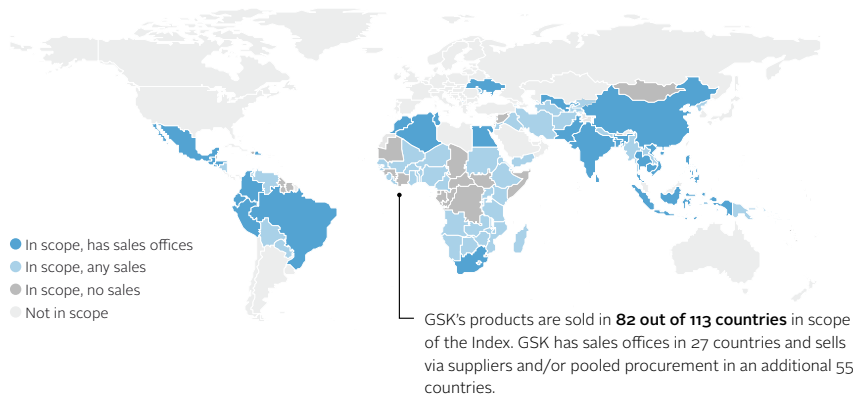 In scope, has sales offices
In scope, any sales
In scope, no sales
Not in scope
GSK's products are sold in 82 out of 113 countries in scope
of the Index. GSK has sales offices in 27 countries and sells
via suppliers and/or pooled procurement in an additional 55
countries.